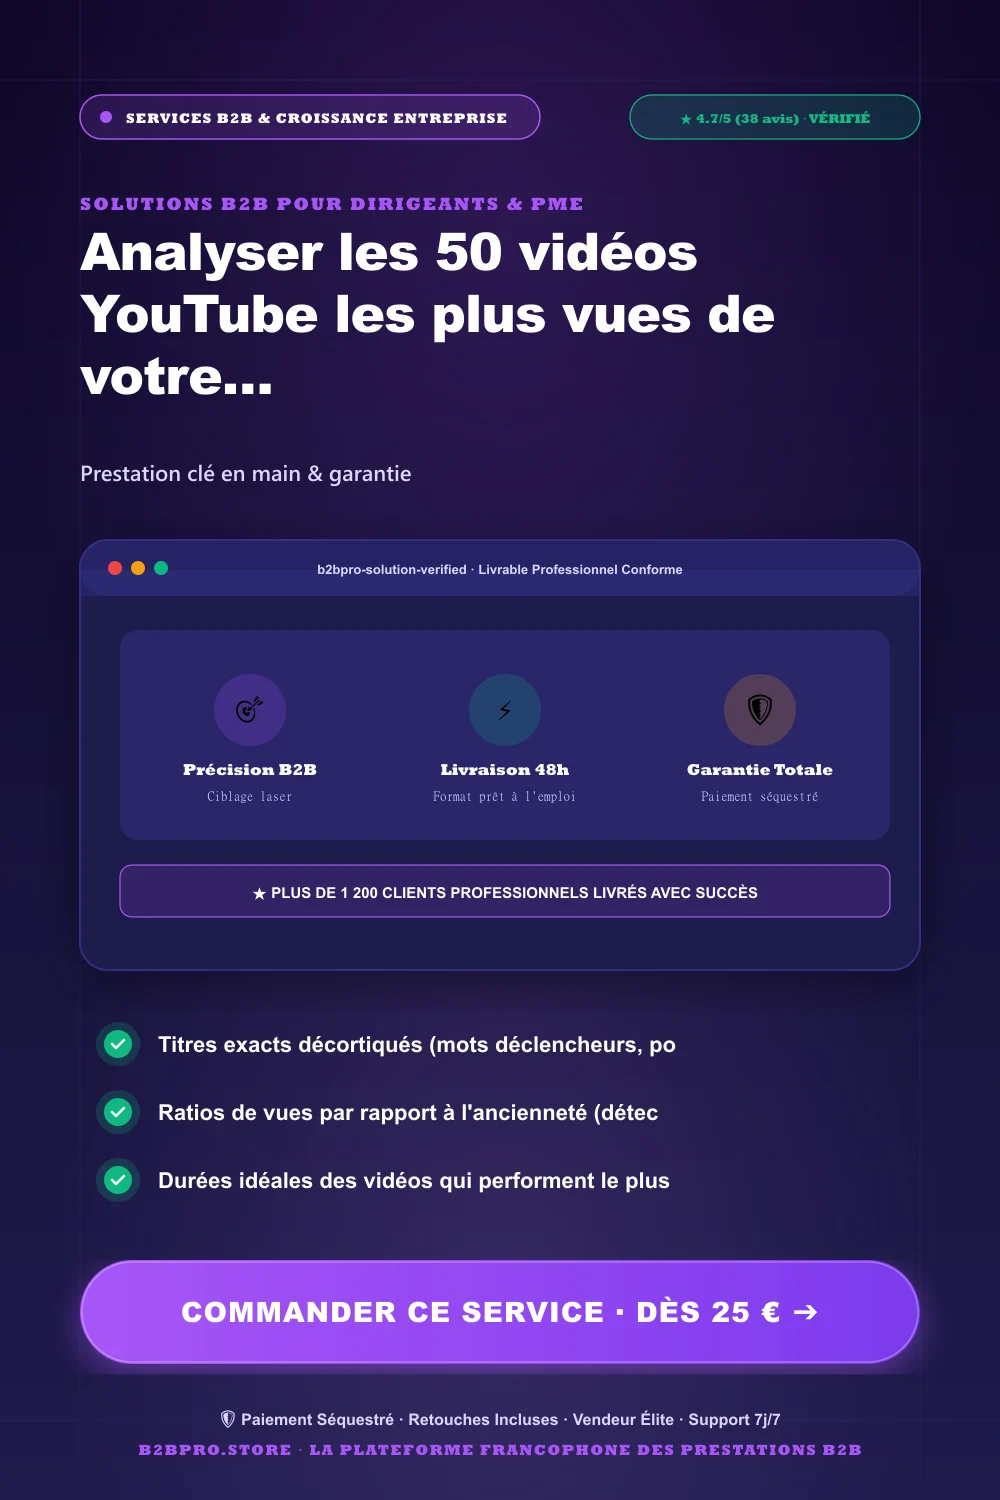 SERVICES B2B & CROISSANCE ENTREPRISE
★ 4.7/5 (38 avis) · VÉRIFIÉ
SOLUTIONS B2B POUR DIRIGEANTS & PME
Analyser les 50 vidéos
YouTube les plus vues de
votre...
Prestation clé en main & garantie
b2bpro-solution-verified · Livrable Professionnel Conforme
Précision B2B
Ciblage laser
Livraison 48h
Format prêt à l'emploi
Garantie Totale
Paiement séquestré
★ PLUS DE 1 200 CLIENTS PROFESSIONNELS LIVRÉS AVEC SUCCÈS
Titres exacts décortiqués (mots déclencheurs, po
Ratios de vues par rapport à l'ancienneté (détec
Durées idéales des vidéos qui performent le plus
COMMANDER CE SERVICE · DÈS 25 € →
Paiement Séquestré · Retouches Incluses · Vendeur Élite · Support 7j/7
B2BPRO.STORE · LA PLATEFORME FRANCOPHONE DES PRESTATIONS B2B